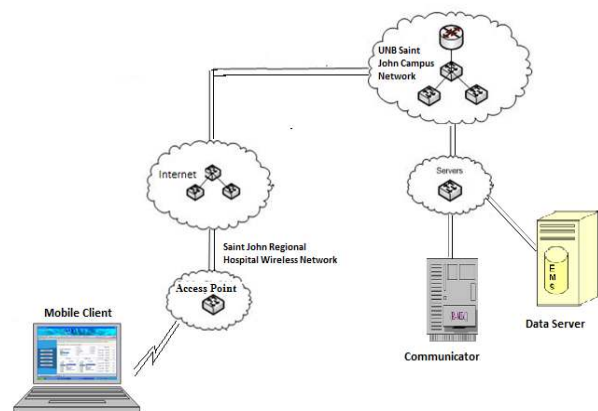 UNB Saint
John Campus
Network
Internet
Servers
Saint John Regional
Hospital Wireless Network
Access Point
Mobile Client
E
M
S
Data Server
Communicator